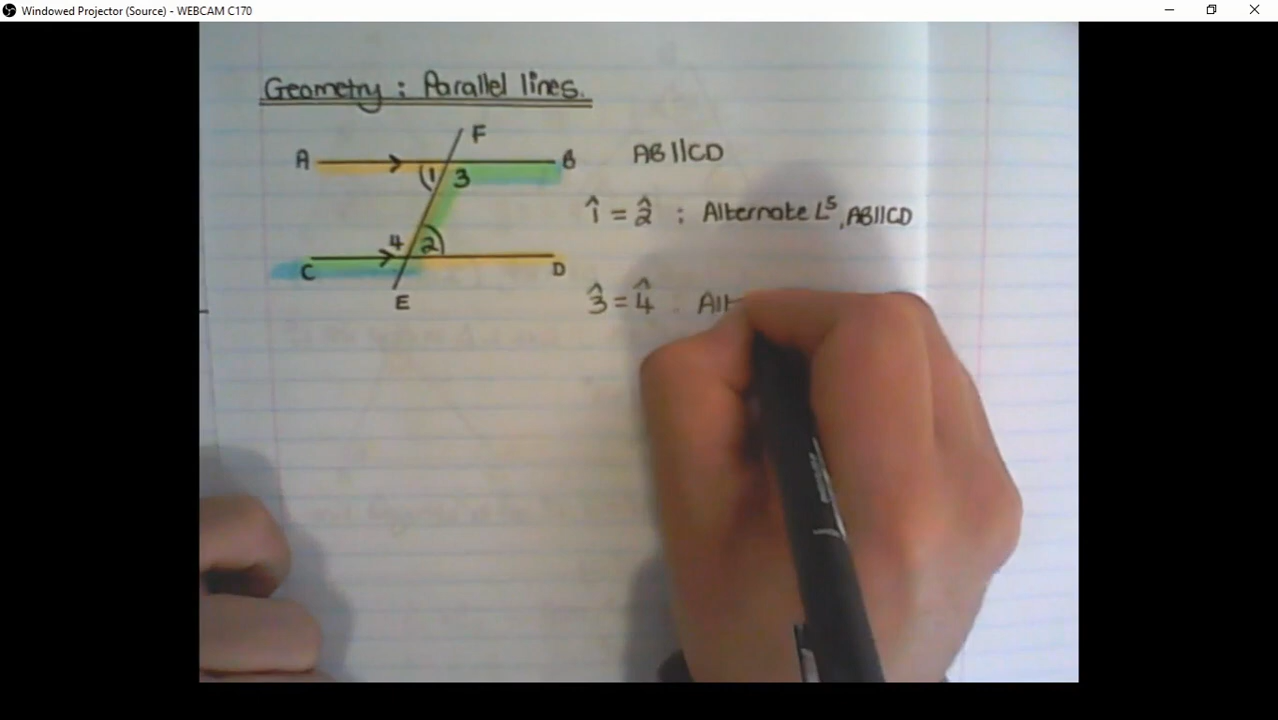 Windowed Projector (Source) - WEBCAM C170
Geometry : Parallel lines.
F
A
B
1
3
4
2
C
D
E
AB||CD
1̂ = 2̂ : Alternate ∠s, AB||CD
3̂ = 4̂ : Alt